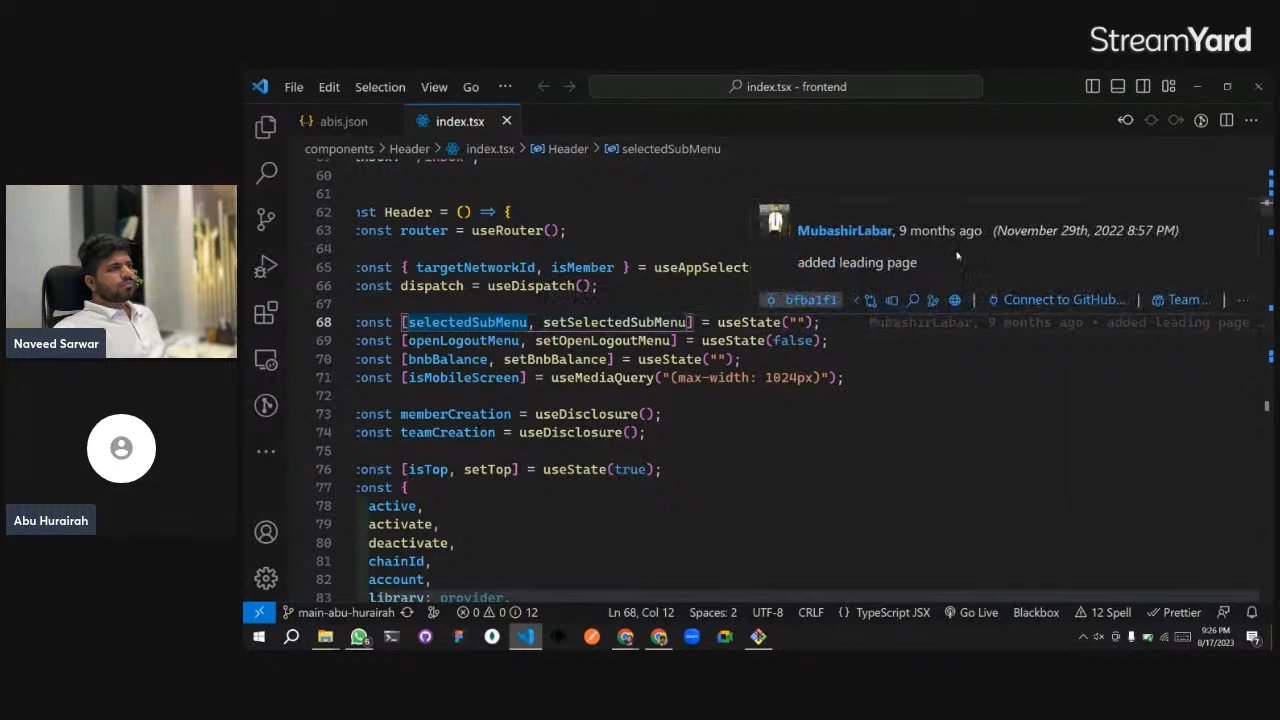 StreamYard
File Edit Selection View Go ··· index.tsx - frontend
abis.json index.tsx
components > Header > index.tsx > Header > selectedSubMenu
60
61
62 nst Header = () => {
63 const router = useRouter();
64
65 const { targetNetworkId, isMember } = useAppSelect
66 const dispatch = useDispatch();
67
68 const [selectedSubMenu, setSelectedSubMenu] = useState(""); MubashirLabar, 9 months ago • added leading page …
69 const [openLogoutMenu, setOpenLogoutMenu] = useState(false);
70 const [bnbBalance, setBnbBalance] = useState("");
71 const [isMobileScreen] = useMediaQuery("(max-width: 1024px)");
72
73 const memberCreation = useDisclosure();
74 const teamCreation = useDisclosure();
75
76 const [isTop, setTop] = useState(true);
77 const {
78 active,
79 activate,
80 deactivate,
81 chainId,
82 account,
83 library: provider,
MubashirLabar, 9 months ago (November 29th, 2022 8:57 PM)
added leading page
bfba1f1 | Connect to GitHub... | Team... | ···
Naveed Sarwar
Abu Hurairah
main-abu-hurairah 0 0 12 Ln 68, Col 12 Spaces: 2 UTF-8 CRLF {} TypeScript JSX Go Live Blackbox 12 Spell Prettier
6
9:26 PM
8/17/2023
7